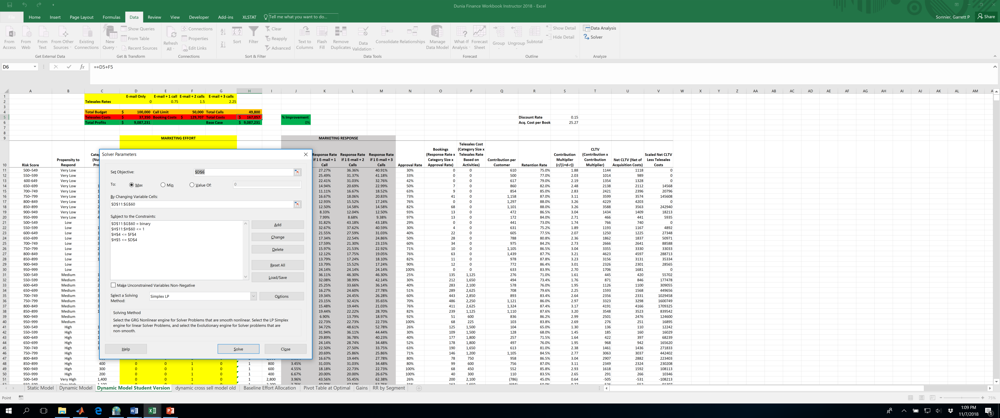 Dunia Finance Workbook Instructor 2018 - Excel
File Home Insert Page Layout Formulas Data Review View Developer Add-ins XLSTAT Tell me what you want to do... Sonnier, Garrett P Share
From Access From Web From Text From Other Sources Existing Connections New Query Show Queries From Table Recent Sources Refresh All Connections Properties Edit Links Sort Filter Clear Reapply Advanced Text to Columns Flash Fill Remove Duplicates Data Validation Consolidate Relationships Manage Data Model What-If Analysis Forecast Sheet Group Ungroup Subtotal Show Detail Hide Detail Data Analysis Solver
Get External Data Get & Transform Connections Sort & Filter Data Tools Forecast Outline Analyze
D6 fx =+D5+F5
A B C D E F G H I J K L M N O P Q R S T U V W X Y Z AA AB AC AD AE AF AG AH AI AJ AK AL AM
1 E-mail Only E-mail + 1 call E-mail + 2 calls E-mail + 3 calls
2 Telesales Rates 0 0.75 1.5 2.25
3
4 Total Budget $ 100,000 Call Limit 50,000 Total Calls 49,800
5 Telesales Costs $ 37,350 Booking Costs $ 129,707 Total Costs $ 167,057 % Improvement Discount Rate 0.15
6 Total Profits $ 9,087,231 Base Case $ 9,087,231 0% Acq. Cost per Book 25.27
7
8
9 MARKETING EFFORT MARKETING RESPONSE
10 Risk Score Propensity to Respond Response Rate if 1 E-mail + 1 Call Response Rate if 1 E-mail + 2 Calls Response Rate if 1 E-mail + 3 Calls Approval Rate Bookings (Response Rate x Category Size x Approval Rate) Telesales Cost (Category Size x Telesales Rate Based on Activities) Contribution per Customer Retention Rate Contribution Multiplier (r/(1+d-r)) CLTV (Contribution x Contribution Multiplier) Net CLTV (Net of Acquisition Costs) Scaled Net CLTV Less Telesales Costs
11 500–549 Very Low 27.27% 36.36% 40.91% 30% 0 0 610 75.0% 1.88 1144 1118 0
12 550–599 Very Low 25.49% 31.37% 41.18% 33% 0 0 500 77.0% 2.03 1014 989 0
13 600-649 Very Low 22.41% 31.03% 32.76% 42% 0 0 617 79.0% 2.19 1354 1328 0
14 650–699 Very Low 14.94% 20.69% 22.99% 50% 7 0 860 82.0% 2.48 2138 2112 14568
15 700–749 Very Low 11.11% 16.67% 18.52% 63% 9 0 854 85.0% 2.83 2421 2396 20796
16 750–799 Very Low 16.67% 18.06% 20.83% 73% 41 0 1,158 87.0% 3.11 3599 3574 145608
17 800–849 Very Low 12.93% 15.52% 17.24% 76% 0 0 1,297 88.0% 3.26 4229 4203 0
18 850–899 Very Low 12.50% 14.58% 14.58% 82% 68 0 1,101 88.0% 3.26 3588 3563 242940
19 900–949 Very Low 8.33% 12.04% 12.50% 93% 13 0 472 86.5% 3.04 1434 1409 18213
20 950–999 Very Low 7.99% 8.68% 9.38% 97% 13 0 172 84.0% 2.71 466 441 5935
21 500–549 Low 31.82% 43.18% 43.18% 29% 0 0 441 73.0% 1.74 766 740 0
22 550–599 Low 32.67% 37.62% 40.59% 30% 4 0 631 75.2% 1.89 1193 1167 4892
23 600–649 Low 21.55% 27.59% 31.03% 40% 22 0 605 77.5% 2.07 1250 1225 27348
24 650–699 Low 17.34% 22.54% 24.86% 50% 28 0 788 80.8% 2.36 1862 1837 50971
25 700–749 Low 17.59% 21.30% 23.15% 60% 34 0 975 84.2% 2.73 2666 2641 88588
26 750–799 Low 15.97% 21.53% 22.92% 71% 10 0 1,105 86.5% 3.04 3355 3330 33033
27 800–849 Low 12.12% 17.75% 19.05% 76% 63 0 1,439 87.7% 3.21 4623 4597 288713
28 850–899 Low 13.79% 17.24% 18.10% 82% 11 0 978 87.8% 3.23 3156 3131 35334
29 900–949 Low 13.79% 15.52% 17.24% 90% 12 0 772 86.4% 3.01 2326 2301 28565
30 950–999 Low 24.14% 24.14% 24.14% 100% 0 0 633 83.9% 2.70 1706 1681 0
31 500–549 Medium 36.11% 46.30% 46.30% 25% 135 1,125 276 71.0% 1.61 445 420 55702
32 550–599 Medium 32.08% 38.99% 42.14% 30% 212 1,650 494 73.4% 1.76 871 846 177478
33 600–649 Medium 25.25% 33.66% 36.14% 40% 283 2,100 578 76.0% 1.95 1126 1100 309055
34 650–699 Medium 16.27% 24.60% 27.78% 51% 289 2,625 708 79.6% 2.25 1593 1568 449656
35 700–749 Medium 19.34% 24.45% 26.28% 60% 443 2,850 893 83.4% 2.64 2356 2331 1029458
36 750–799 Medium 23.15% 32.41% 35.65% 70% 486 2,250 1,121 86.0% 2.97 3323 3298 1600749
37 800–849 Medium 15.48% 19.44% 21.03% 76% 411 2,625 1,324 87.4% 3.17 4191 4166 1709325
38 850–899 Medium 19.44% 22.22% 28.70% 82% 239 1,125 1,110 87.6% 3.20 3548 3523 839542
39 900–949 Medium 6.90% 13.79% 18.97% 92% 51 600 836 86.2% 2.99 2501 2476 124600
40 950–999 Medium 22.73% 22.73% 22.73% 100% 68 225 103 83.8% 2.69 276 251 16895
41 500–549 High 34.72% 48.61% 52.78% 26% 125 1,500 104 65.0% 1.30 136 110 12242
42 550–599 High 31.94% 36.11% 44.44% 30% 109 1,500 128 68.0% 1.45 185 160 16029
43 600–649 High 29.89% 36.78% 40.23% 40% 177 1,800 257 71.5% 1.64 422 397 68239
44 650–699 High 24.14% 28.74% 34.48% 52% 178 1,800 497 76.0% 1.95 968 942 165620
45 700–749 High 22.50% 27.50% 33.75% 63% 190 1,650 613 81.0% 2.38 1461 1436 271833
46 750–799 High 20.69% 25.86% 25.86% 71% 146 1,200 1,105 84.5% 2.77 3063 3037 442402
47 800–849 High 16.67% 19.44% 27.78% 80% 78 750 958 86.5% 3.04 2907 2882 223403
48 850–899 High 400 0 0 1 0 1 800 3.45% 31.03% 31.03% 34.48% 80% 99 600 756 87.0% 3.11 2349 2324 230208
49 900–949 High 300 0 0 1 0 1 600 4.55% 18.18% 22.73% 22.73% 100% 68 450 552 85.8% 2.93 1618 1592 108113
50 950–999 High 200 0 0 1 0 1 400 6.67% 20.00% 20.00% 26.67% 100% 40 300 110 83.5% 2.65 291 266 10346
51 500–549 Very High 1,400 0 0 1 0 1 2,800 3.96% 43.56% 55.45% 62.38% 26% 200 2,100 (786) 45.0% 0.64 -505 -531 -108213
Solver Parameters
Set Objective: $D$6
To: Max Min Value Of: 0
By Changing Variable Cells:
$D$11:$G$60
Subject to the Constraints:
$D$11:$G$60 = binary
$H$11:$H$60 <= 1
$H$4 <= $F$4
$H$5 <= $D$4
Add
Change
Delete
Reset All
Load/Save
Make Unconstrained Variables Non-Negative
Select a Solving Method: Simplex LP Options
Solving Method
Select the GRG Nonlinear engine for Solver Problems that are smooth nonlinear. Select the LP Simplex
engine for linear Solver Problems, and select the Evolutionary engine for Solver problems that are
non-smooth.
Help Solve Close
Static Model Dynamic Model Dynamic Model Student Version dynamic cross sell model old Baseline Effort Allocation Pivot Table at Optimal Gains RR by Segment
Point 75%
1:09 PM
11/7/2018